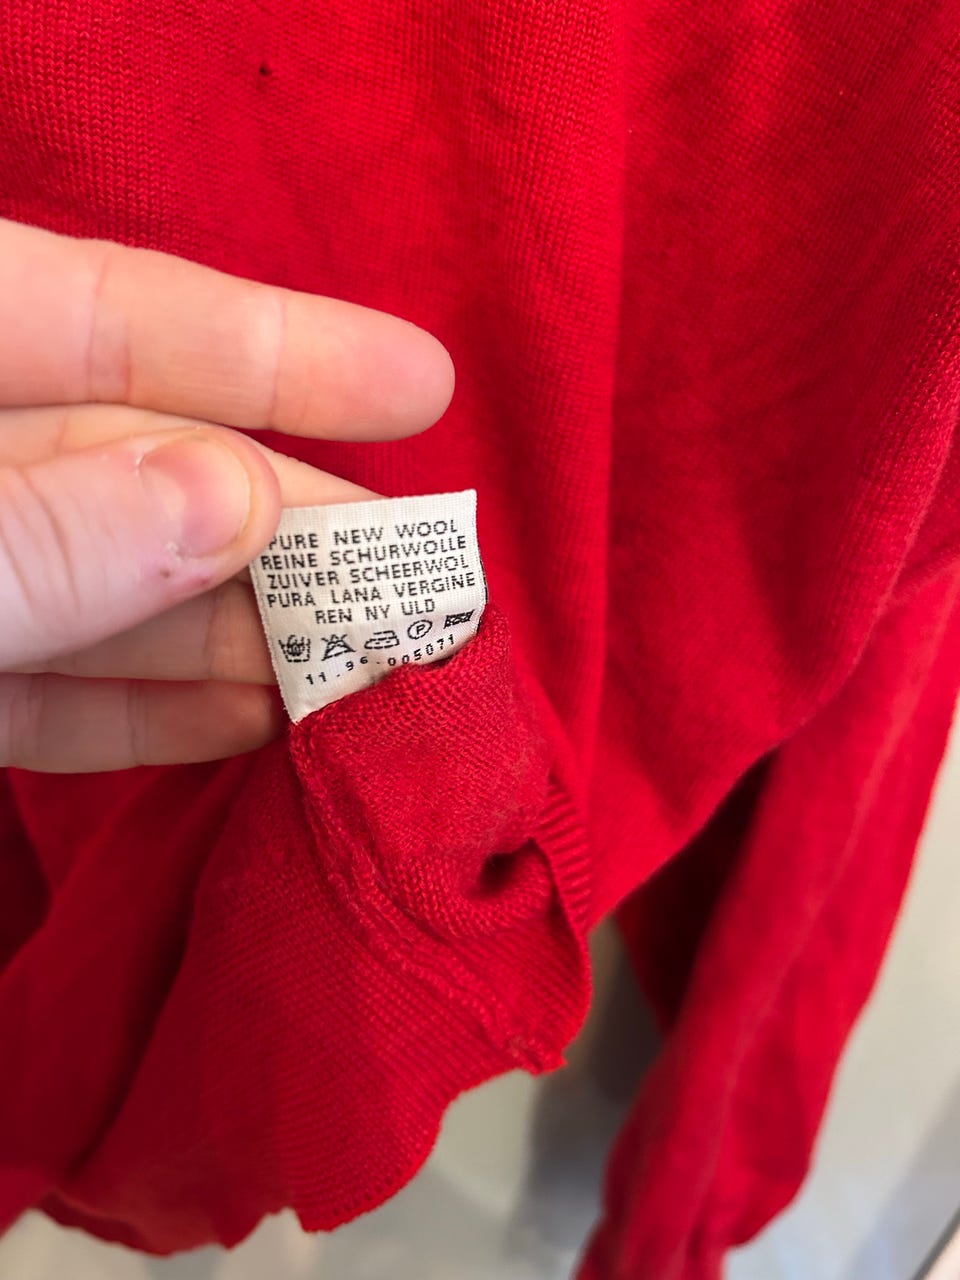 PURE NEW WOOL
REINE SCHURWOLLE
ZUIVER SCHEERWOL
PURA LANA VERGINE
REN NY ULD
P
11-96-005071